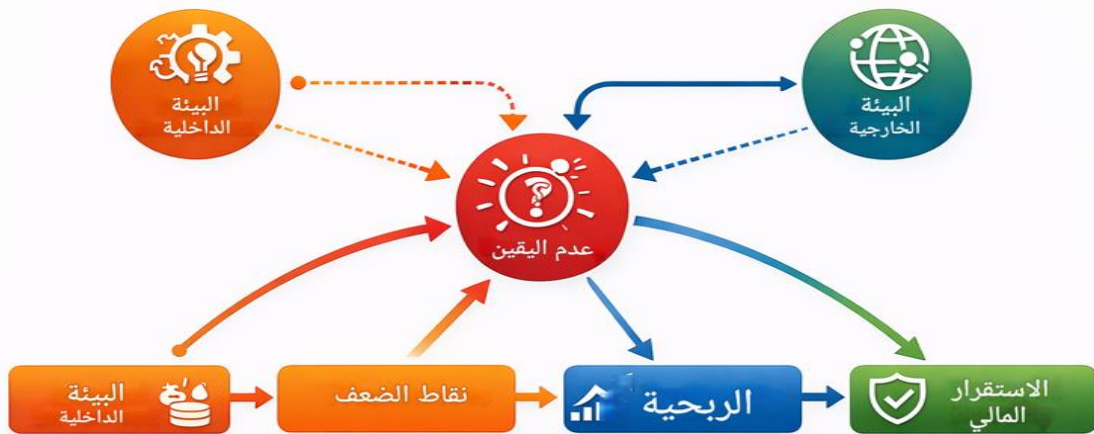 البيئة
الداخلية
البيئة
الخارجية
عدم اليقين
البيئة
الداخلية
نقاط الضعف
الربحية
الاستقرار
المالي